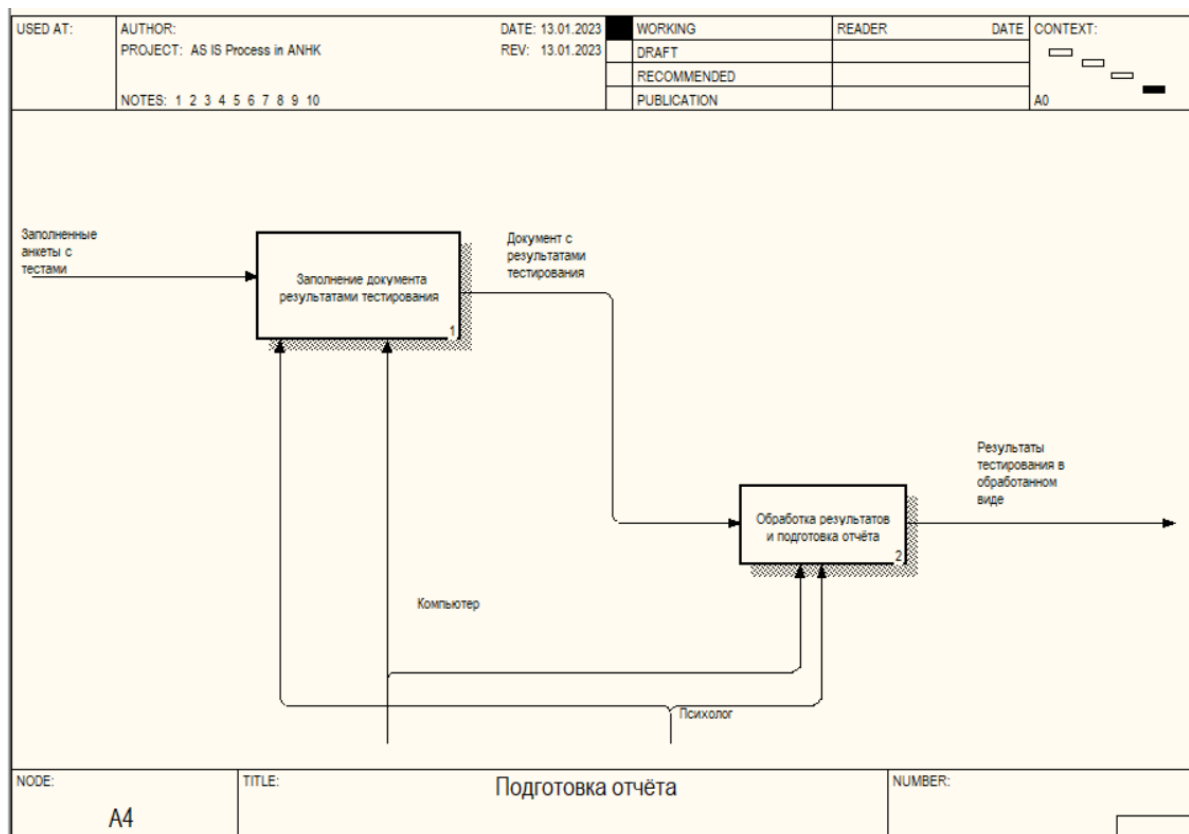 USED AT:
AUTHOR:
DATE: 13.01.2023
WORKING
READER
DATE
CONTEXT:
PROJECT: AS IS Process in ANHK
REV: 13.01.2023
DRAFT
RECOMMENDED
NOTES: 1 2 3 4 5 6 7 8 9 10
PUBLICATION
A0
Заполненные
анкеты с
тестами
Заполнение документа
результатами тестирования
1
Документ с
результатами
тестирования
Результаты
тестирования в
обработанном
виде
Обработка результатов
и подготовка отчёта
2
Компьютер
Психолог
NODE:
A4
TITLE:
Подготовка отчёта
NUMBER: